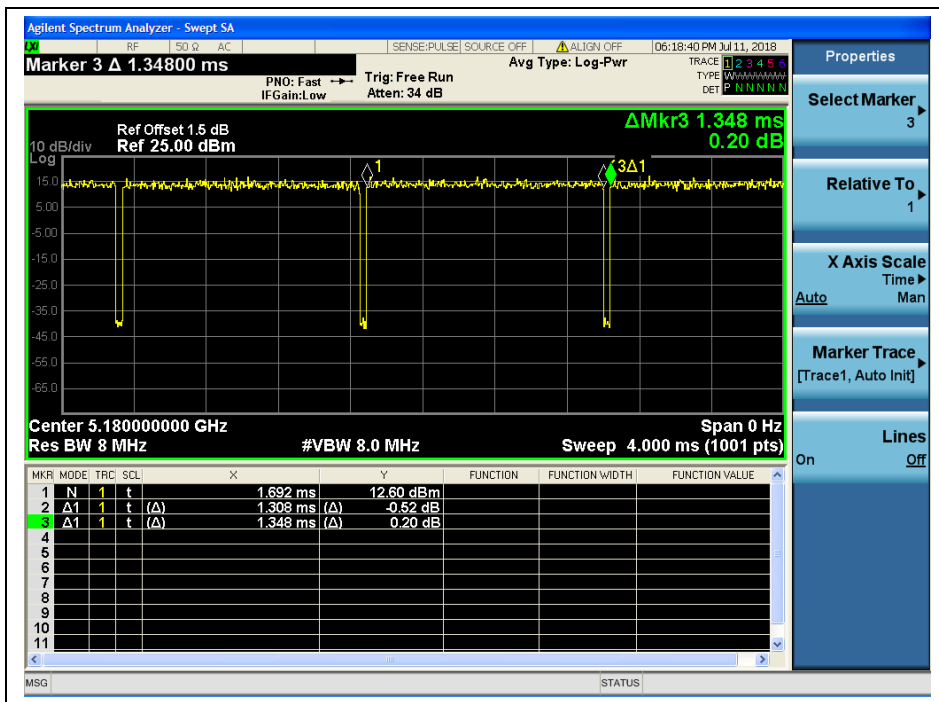 Agilent Spectrum Analyzer - Swept SA
LXI RF 50 Ω AC SENSE:PULSE SOURCE OFF ⚠ALIGN OFF 06:18:40 PM Jul 11, 2018
Marker 3 Δ 1.34800 ms
PNO: Fast
IFGain:Low
Trig: Free Run
Atten: 34 dB
Avg Type: Log-Pwr
TRACE 1 2 3 4 5 6
TYPE WWWWWWW
DET P N N N N N
ΔMkr3 1.348 ms
0.20 dB
Ref Offset 1.5 dB
Ref 25.00 dBm
10 dB/div
Log
15.0
5.00
-5.00
-15.0
-25.0
-35.0
-45.0
-55.0
-65.0
1
3Δ1
Center 5.180000000 GHz Span 0 Hz
Res BW 8 MHz #VBW 8.0 MHz Sweep 4.000 ms (1001 pts)
MKR MODE TRC SCL X Y FUNCTION FUNCTION WIDTH FUNCTION VALUE
1 N 1 t 1.692 ms 12.60 dBm
2 Δ1 1 t (Δ) 1.308 ms (Δ) -0.52 dB
3 Δ1 1 t (Δ) 1.348 ms (Δ) 0.20 dB
4
5
6
7
8
9
10
11
MSG STATUS
Properties
Select Marker
3
Relative To
1
X Axis Scale
Time
Auto Man
Marker Trace
[Trace1, Auto Init]
Lines
On Off